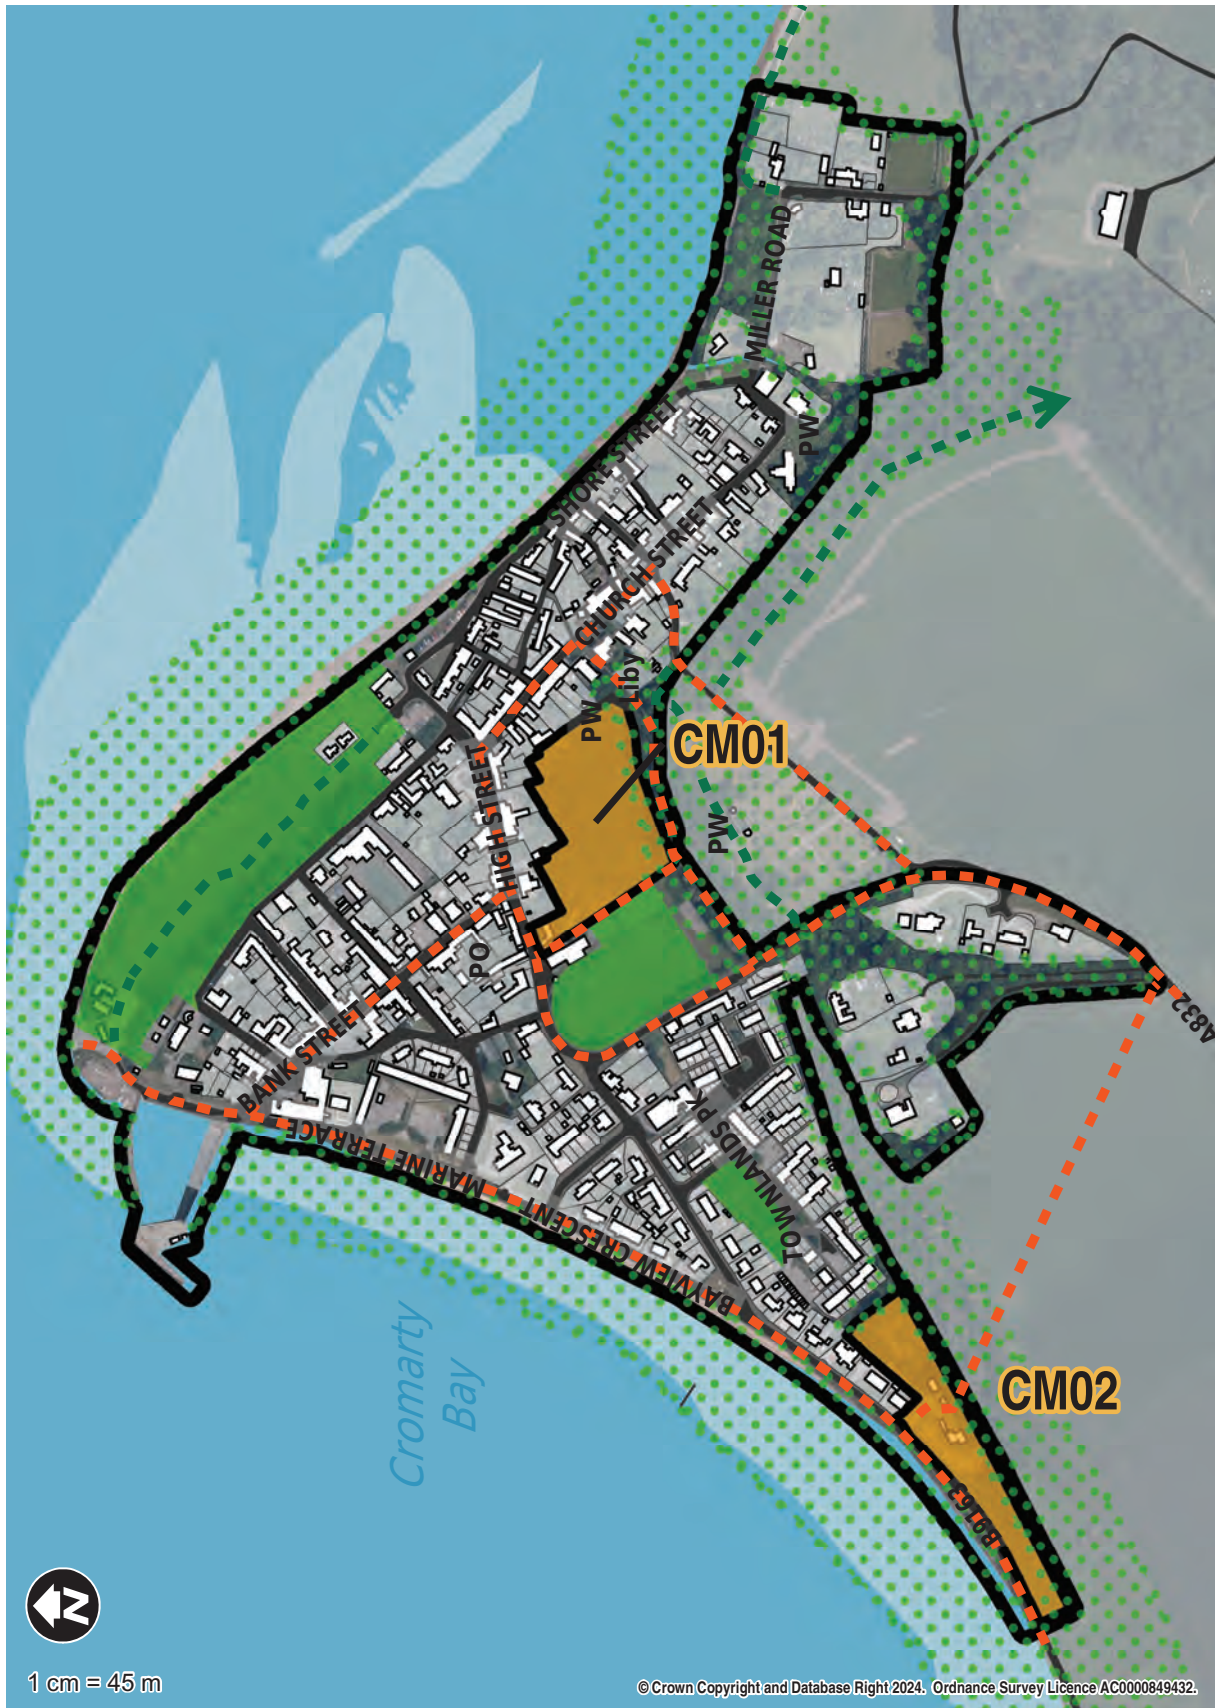 MILLER ROAD
SHORE STREET
PW
CHURCH STREET
Liby
PW
CM01
HIGH STREET
PW
PO
BANK STREET
A832
MARINE TERRACE
TOWNLANDS PK
BAYVIEW CRESCENT
Cromarty
Bay
CM02
B9163
N
1 cm = 45 m
© Crown Copyright and Database Right 2024. Ordnance Survey Licence AC0000849432.